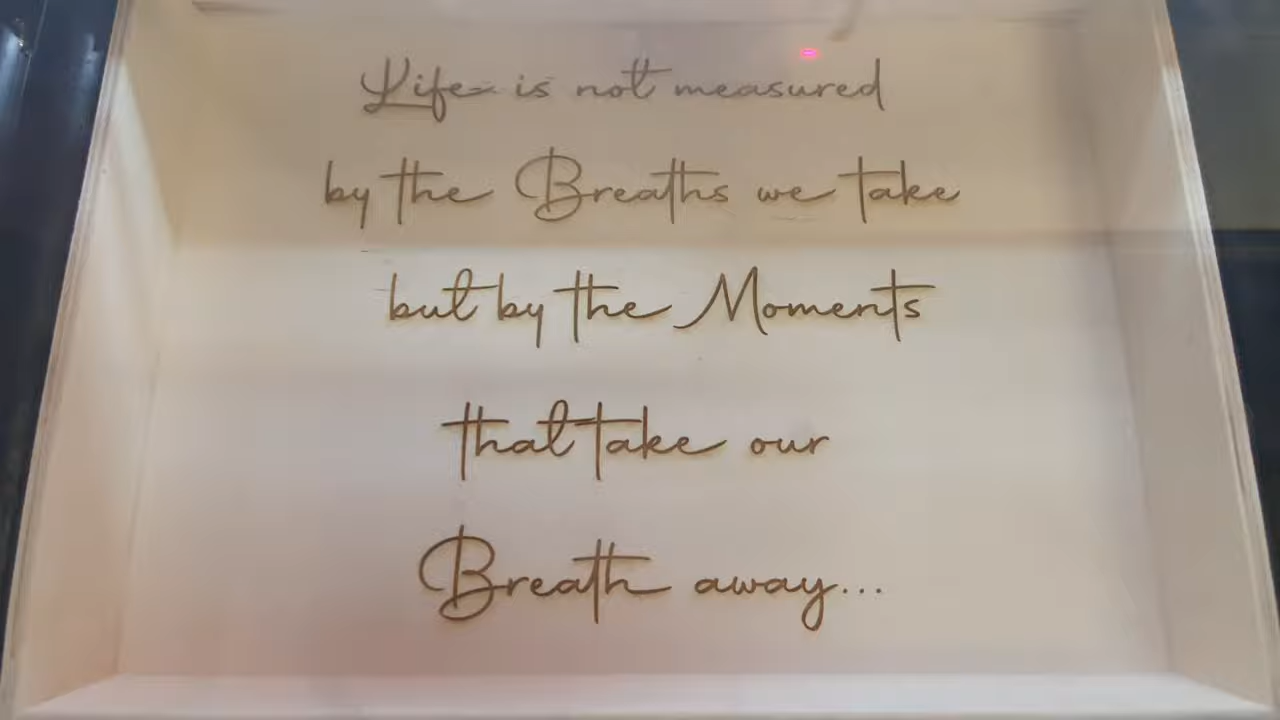 Life is not measured
by the Breaths we take
but by the Moments
that take our
Breath away...